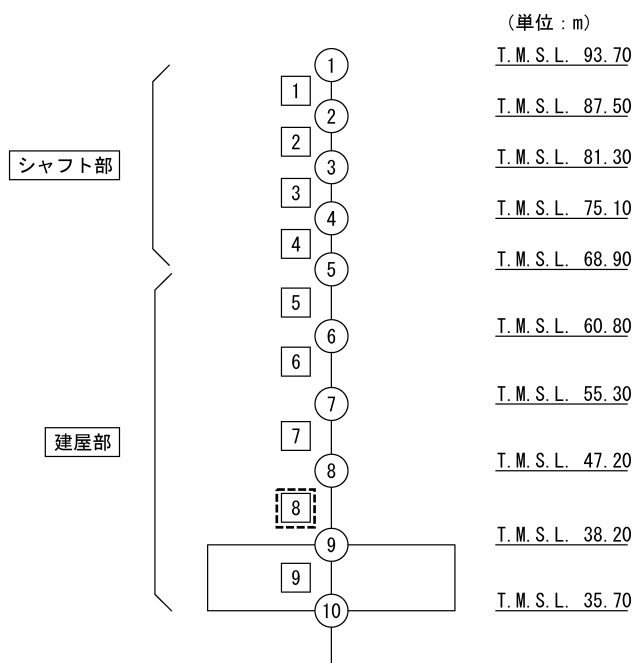 （単位：m）
T.M.S.L. 93.70
1
1
T.M.S.L. 87.50
2
2
T.M.S.L. 81.30
シャフト部
3
3
T.M.S.L. 75.10
4
4
T.M.S.L. 68.90
5
5
T.M.S.L. 60.80
6
6
T.M.S.L. 55.30
7
建屋部
7
T.M.S.L. 47.20
8
8
T.M.S.L. 38.20
9
9
T.M.S.L. 35.70
10